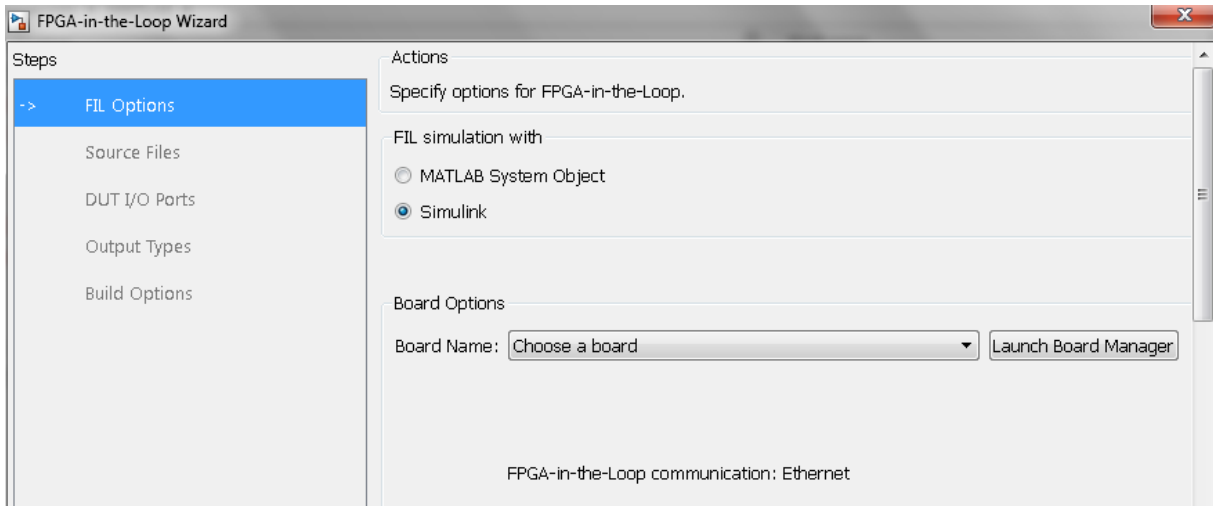 FPGA-in-the-Loop Wizard
Steps
-> FIL Options
Source Files
DUT I/O Ports
Output Types
Build Options
Actions
Specify options for FPGA-in-the-Loop.
FIL simulation with
MATLAB System Object
Simulink
Board Options
Board Name: Choose a board Launch Board Manager
FPGA-in-the-Loop communication: Ethernet